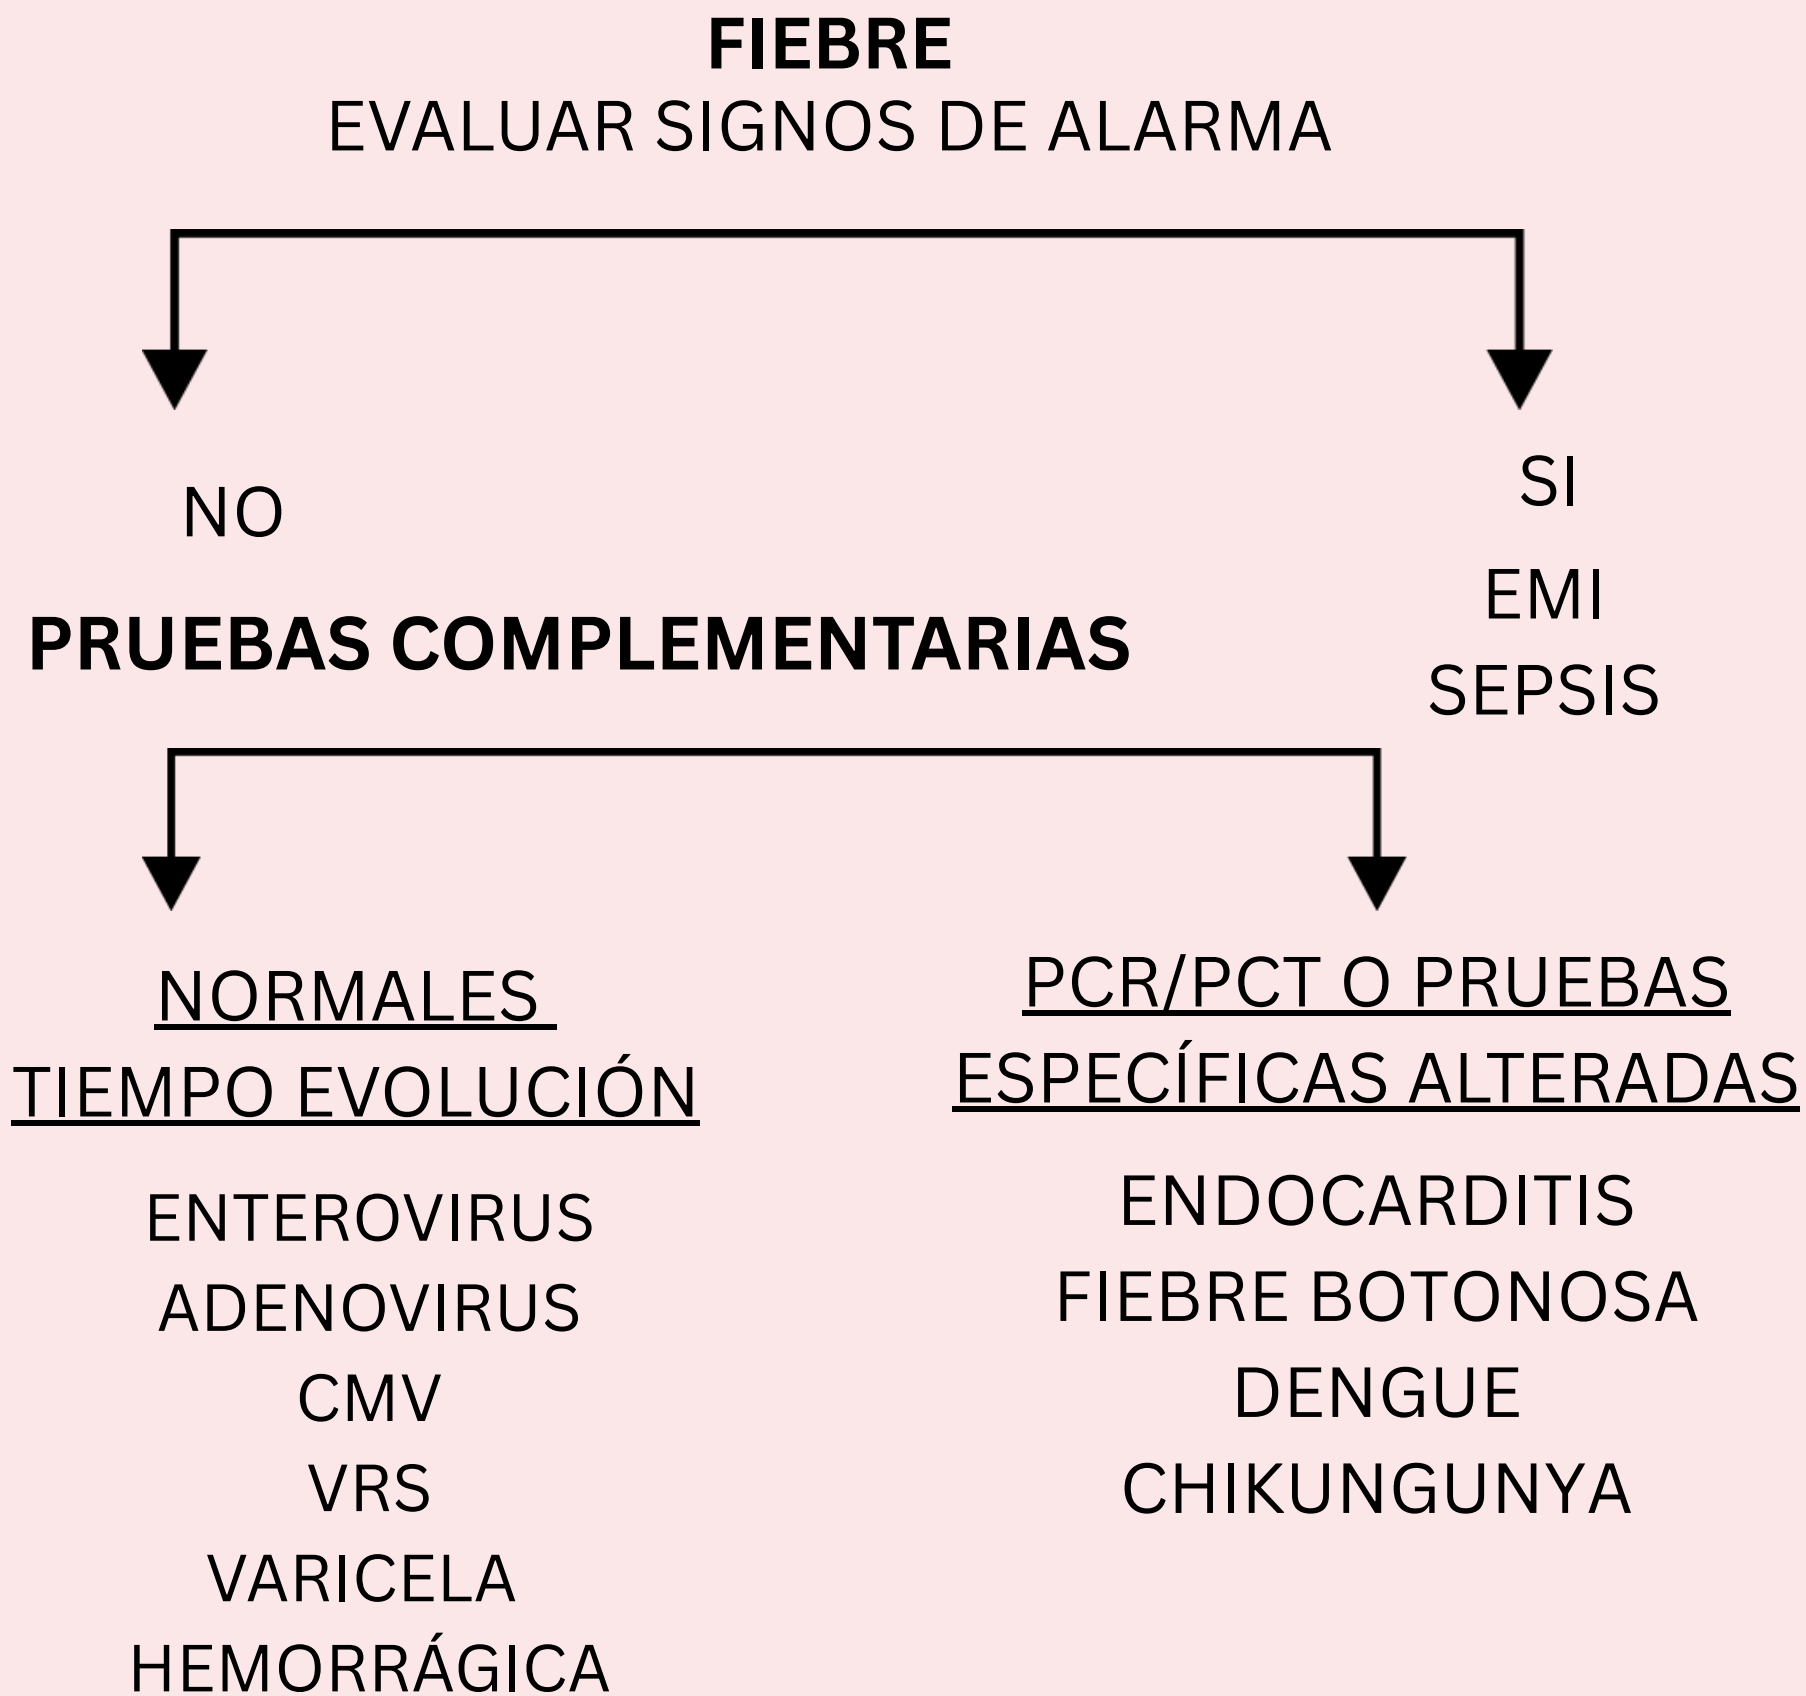 FIEBRE
EVALUAR SIGNOS DE ALARMA
NO
SI
EMI
SEPSIS
PRUEBAS COMPLEMENTARIAS
NORMALES
TIEMPO EVOLUCIÓN
ENTEROVIRUS
ADENOVIRUS
CMV
VRS
VARICELA
HEMORRÁGICA
PCR/PCT O PRUEBAS
ESPECÍFICAS ALTERADAS
ENDOCARDITIS
FIEBRE BOTONOSA
DENGUE
CHIKUNGUNYA